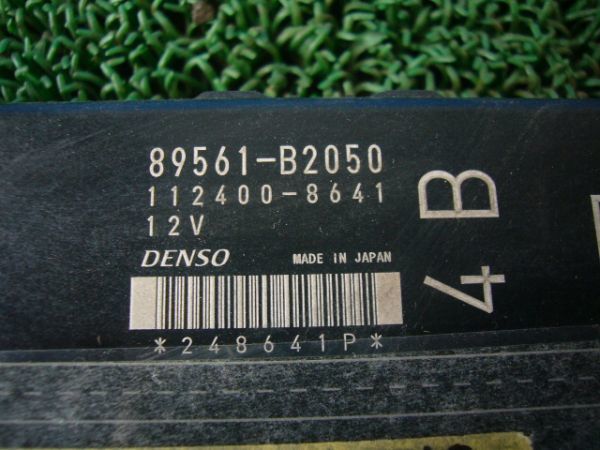 89561-B2050
112400-8641
12V
DENSO MADE IN JAPAN
*248641P*
4B